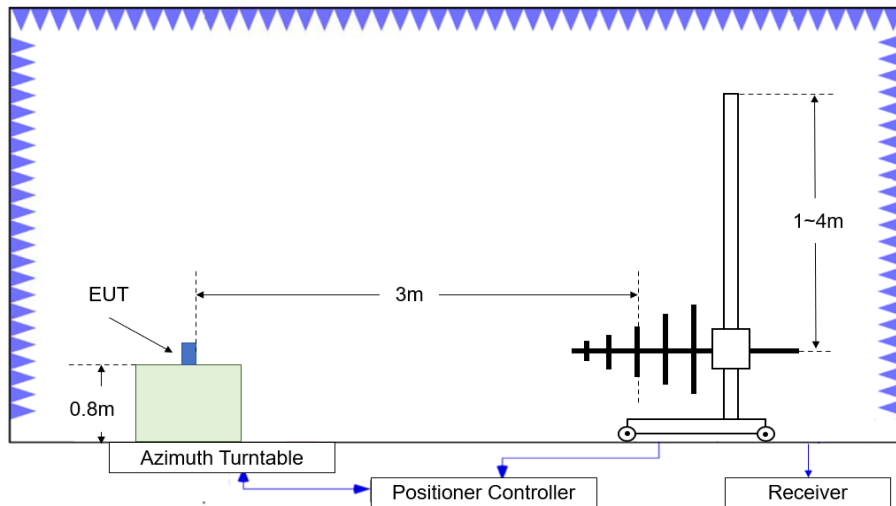 1~4m
EUT
3m
0.8m
Azimuth Turntable
Positioner Controller
Receiver